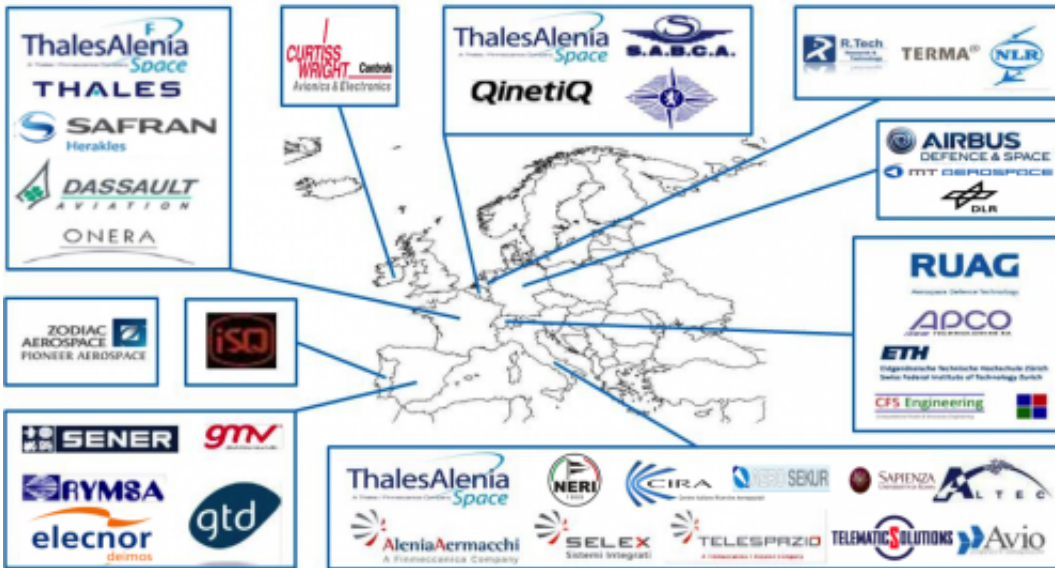 F
ThalesAlenia
Space
THALES
SAFRAN
Herakles
DASSAULT
AVIATION
ONERA
CURTISS
WRIGHT Controls
Avionics & Electronics
ThalesAlenia
Space
S.A.B.C.A.
QinetiQ
R.Tech
TERMA®
NLR
AIRBUS
DEFENCE & SPACE
MT AEROSPACE
DLR
RUAG
Aerospace Defence Technology
APCO
TECHNOLOGIES SA
ETH
Eidgenössische Technische Hochschule Zürich
Swiss Federal Institute of Technology Zurich
CFS Engineering
ZODIAC
AEROSPACE
PIONEER AEROSPACE
iSQ
SENER
gmv
RYMSA
elecnor
deimos
gtd
ThalesAlenia
Space
NERI
CIRA
AERO SEKUR
SAPIENZA
ALTEC
AleniaAermacchi
A Finmeccanica Company
SELEX
Sistemi Integrati
TELESPAZIO
TELEMATIC SOLUTIONS
Avio